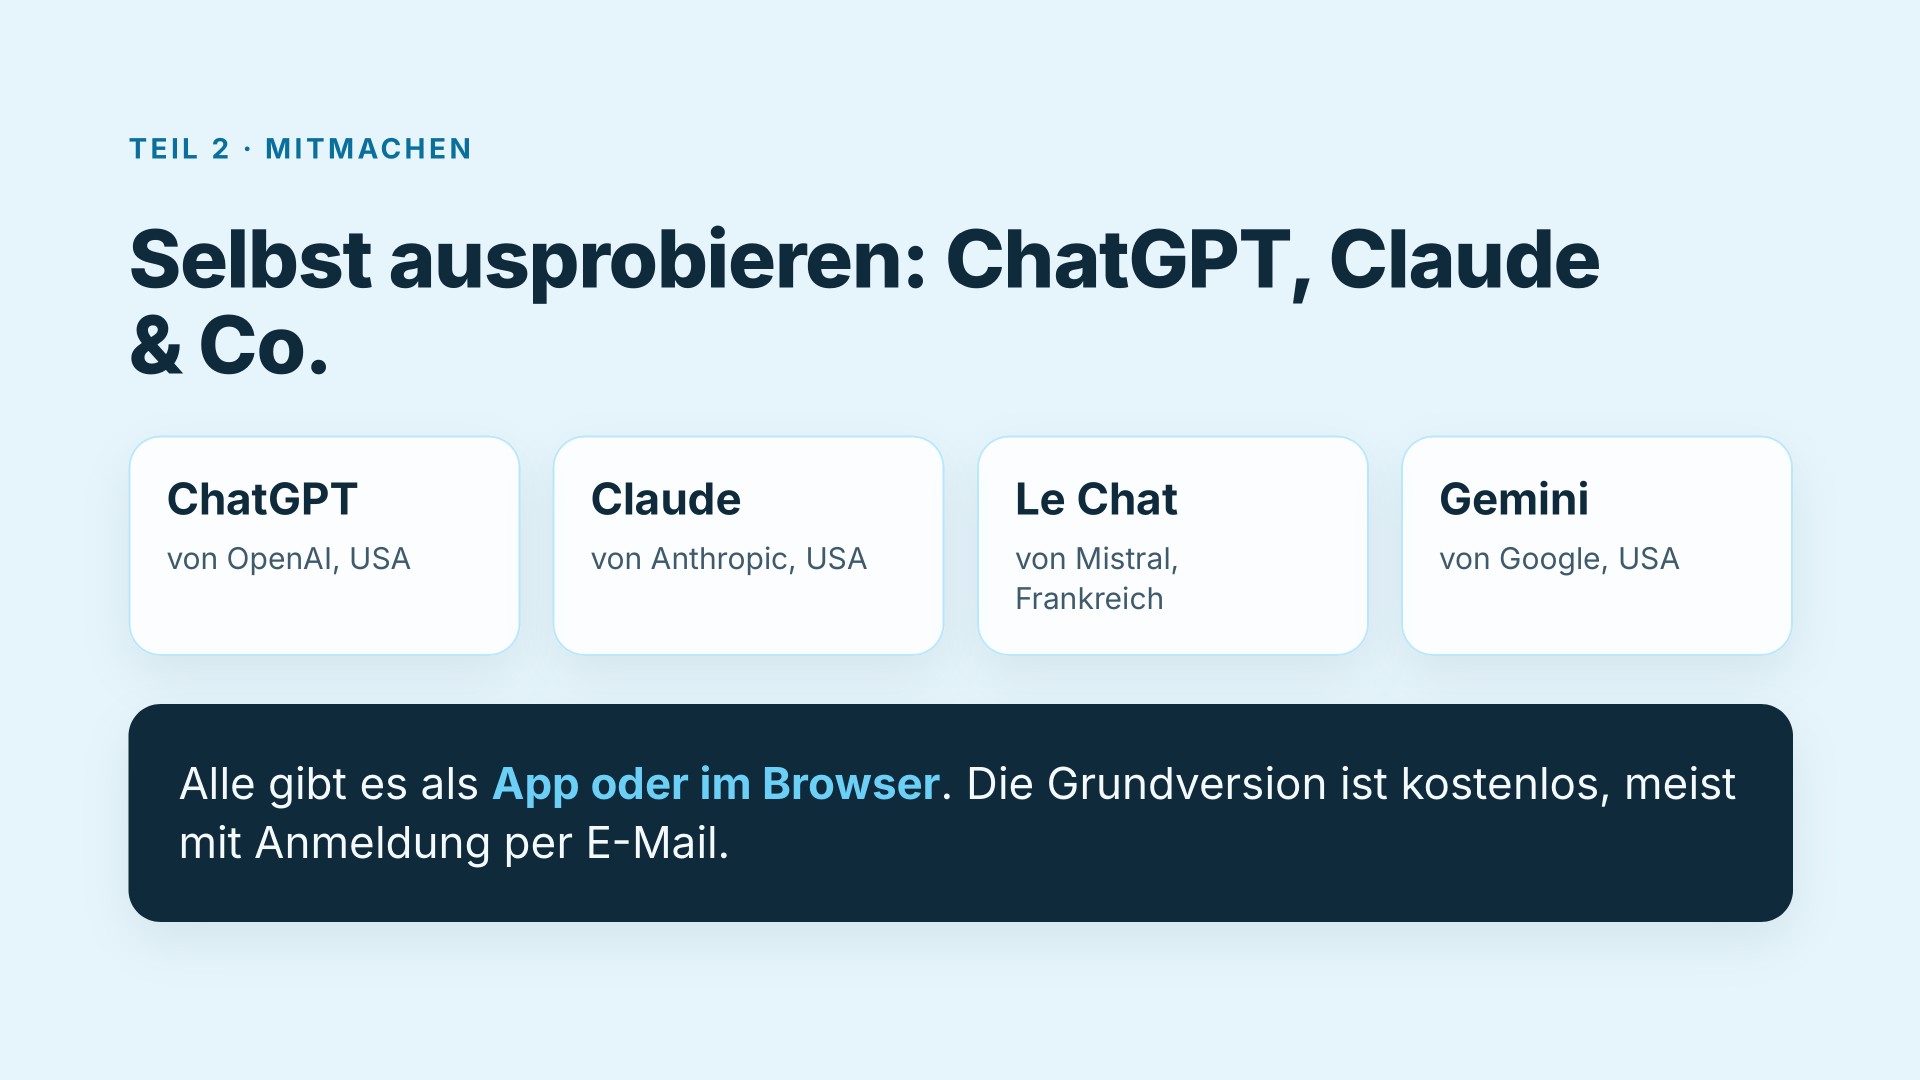 TEIL 2 · MITMACHEN
Selbst ausprobieren: ChatGPT, Claude
& Co.
ChatGPT
von OpenAI, USA
Claude
von Anthropic, USA
Le Chat
von Mistral,
Frankreich
Gemini
von Google, USA
Alle gibt es als App oder im Browser. Die Grundversion ist kostenlos, meist
mit Anmeldung per E-Mail.